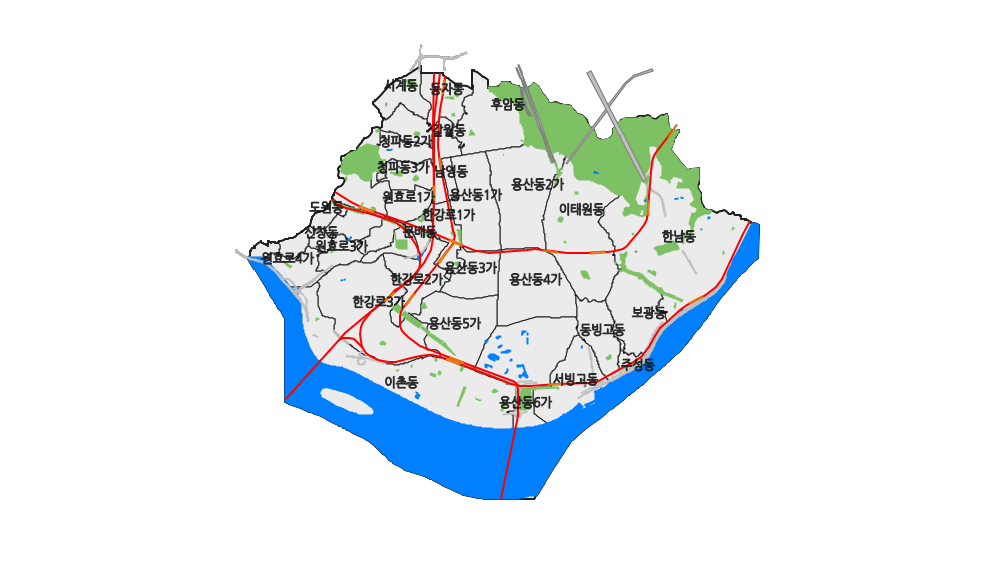 서계동
동자동
후암동
갈월동
청파동2가
청파동3가
남영동
용산동2가
원효로1가
용산동1가
도원동
한강로1가
이태원동
산천동
문배동
한남동
원효로3가
원효로4가
용산동3가
한강로2가
용산동4가
한강로3가
보광동
용산동5가
동빙고동
주성동
이촌동
서빙고동
용산동6가